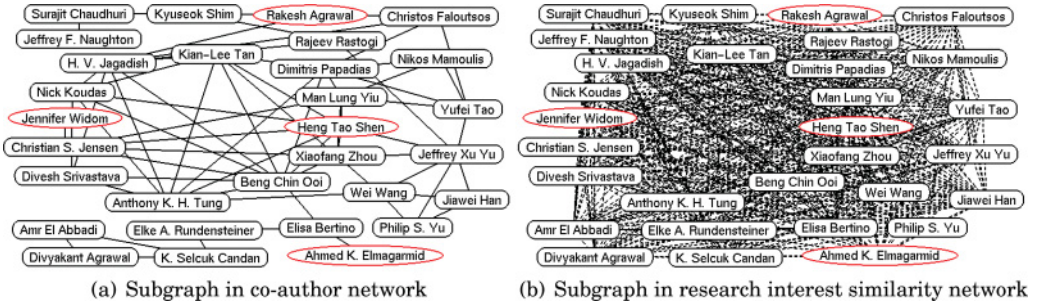 Surajit Chaudhuri Kyuseok Shim Rakesh Agrawal Christos Faloutsos
Jeffrey F. Naughton Rajeev Rastogi
H. V. Jagadish Kian-Lee Tan Dimitris Papadias Nikos Mamoulis
Nick Koudas Man Lung Yiu Yufei Tao
Jennifer Widom Heng Tao Shen
Christian S. Jensen Xiaofang Zhou Jeffrey Xu Yu
Divesh Srivastava Beng Chin Ooi Wei Wang
Anthony K. H. Tung Jiawei Han
Amr El Abbadi Elke A. Rundensteiner Elisa Bertino Philip S. Yu
Divyakant Agrawal K. Selcuk Candan Ahmed K. Elmagarmid
(a) Subgraph in co-author network
Surajit Chaudhuri Kyuseok Shim Rakesh Agrawal Christos Faloutsos
Jeffrey F. Naughton Rajeev Rastogi
H. V. Jagadish Kian-Lee Tan Dimitris Papadias Nikos Mamoulis
Nick Koudas Man Lung Yiu Yufei Tao
Jennifer Widom Heng Tao Shen
Christian S. Jensen Xiaofang Zhou Jeffrey Xu Yu
Divesh Srivastava Beng Chin Ooi Wei Wang
Anthony K. H. Tung Jiawei Han
Amr El Abbadi Elke A. Rundensteiner Elisa Bertino Philip S. Yu
Divyakant Agrawal K. Selcuk Candan Ahmed K. Elmagarmid
(b) Subgraph in research interest similarity network